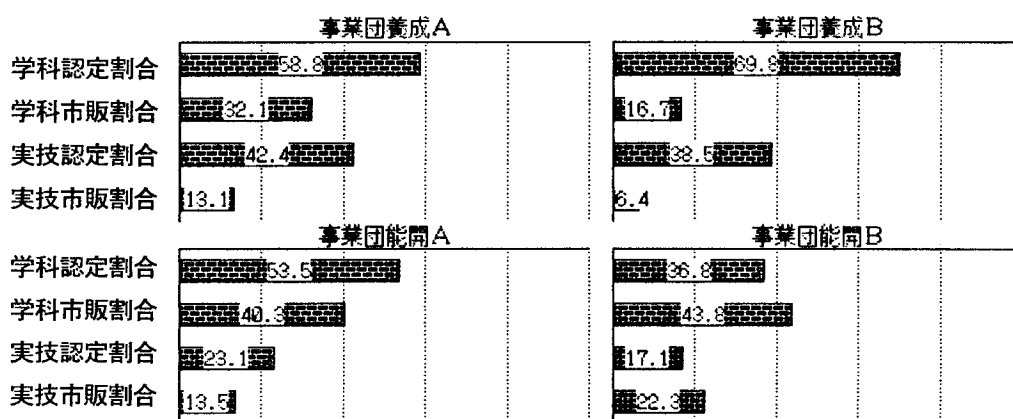 事業団養成A 事業団養成B
学科認定割合 58.8 69.8
学科市販割合 32.1 16.7
実技認定割合 42.4 38.5
実技市販割合 13.1 6.4
事業団能開A 事業団能開B
学科認定割合 53.5 36.8
学科市販割合 40.3 43.8
実技認定割合 23.1 17.1
実技市販割合 13.5 22.3